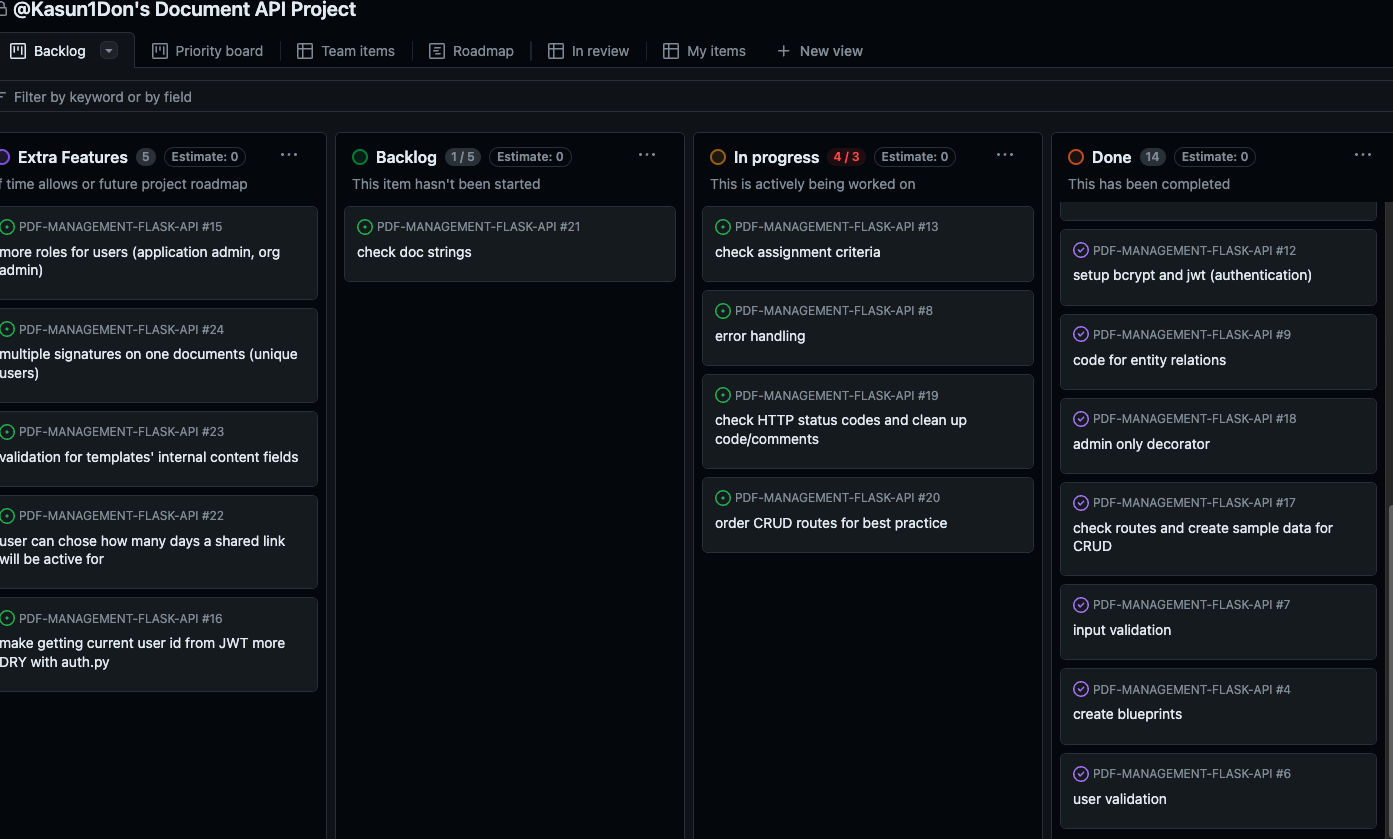 @Kasun1Don's Document API Project
Backlog
Priority board
Team items
Roadmap
In review
My items
New view
Filter by keyword or by field
Extra Features 5 Estimate: 0
f time allows or future project roadmap
PDF-MANAGEMENT-FLASK-API #15
more roles for users (application admin, org
admin)
PDF-MANAGEMENT-FLASK-API #24
multiple signatures on one documents (unique
users)
PDF-MANAGEMENT-FLASK-API #23
validation for templates' internal content fields
PDF-MANAGEMENT-FLASK-API #22
user can chose how many days a shared link
will be active for
PDF-MANAGEMENT-FLASK-API #16
make getting current user id from JWT more
DRY with auth.py
Backlog 1 / 5 Estimate: 0
This item hasn't been started
PDF-MANAGEMENT-FLASK-API #21
check doc strings
In progress 4 / 3 Estimate: 0
This is actively being worked on
PDF-MANAGEMENT-FLASK-API #13
check assignment criteria
PDF-MANAGEMENT-FLASK-API #8
error handling
PDF-MANAGEMENT-FLASK-API #19
check HTTP status codes and clean up
code/comments
PDF-MANAGEMENT-FLASK-API #20
order CRUD routes for best practice
Done 14 Estimate: 0
This has been completed
PDF-MANAGEMENT-FLASK-API #12
setup bcrypt and jwt (authentication)
PDF-MANAGEMENT-FLASK-API #9
code for entity relations
PDF-MANAGEMENT-FLASK-API #18
admin only decorator
PDF-MANAGEMENT-FLASK-API #17
check routes and create sample data for
CRUD
PDF-MANAGEMENT-FLASK-API #7
input validation
PDF-MANAGEMENT-FLASK-API #4
create blueprints
PDF-MANAGEMENT-FLASK-API #6
user validation